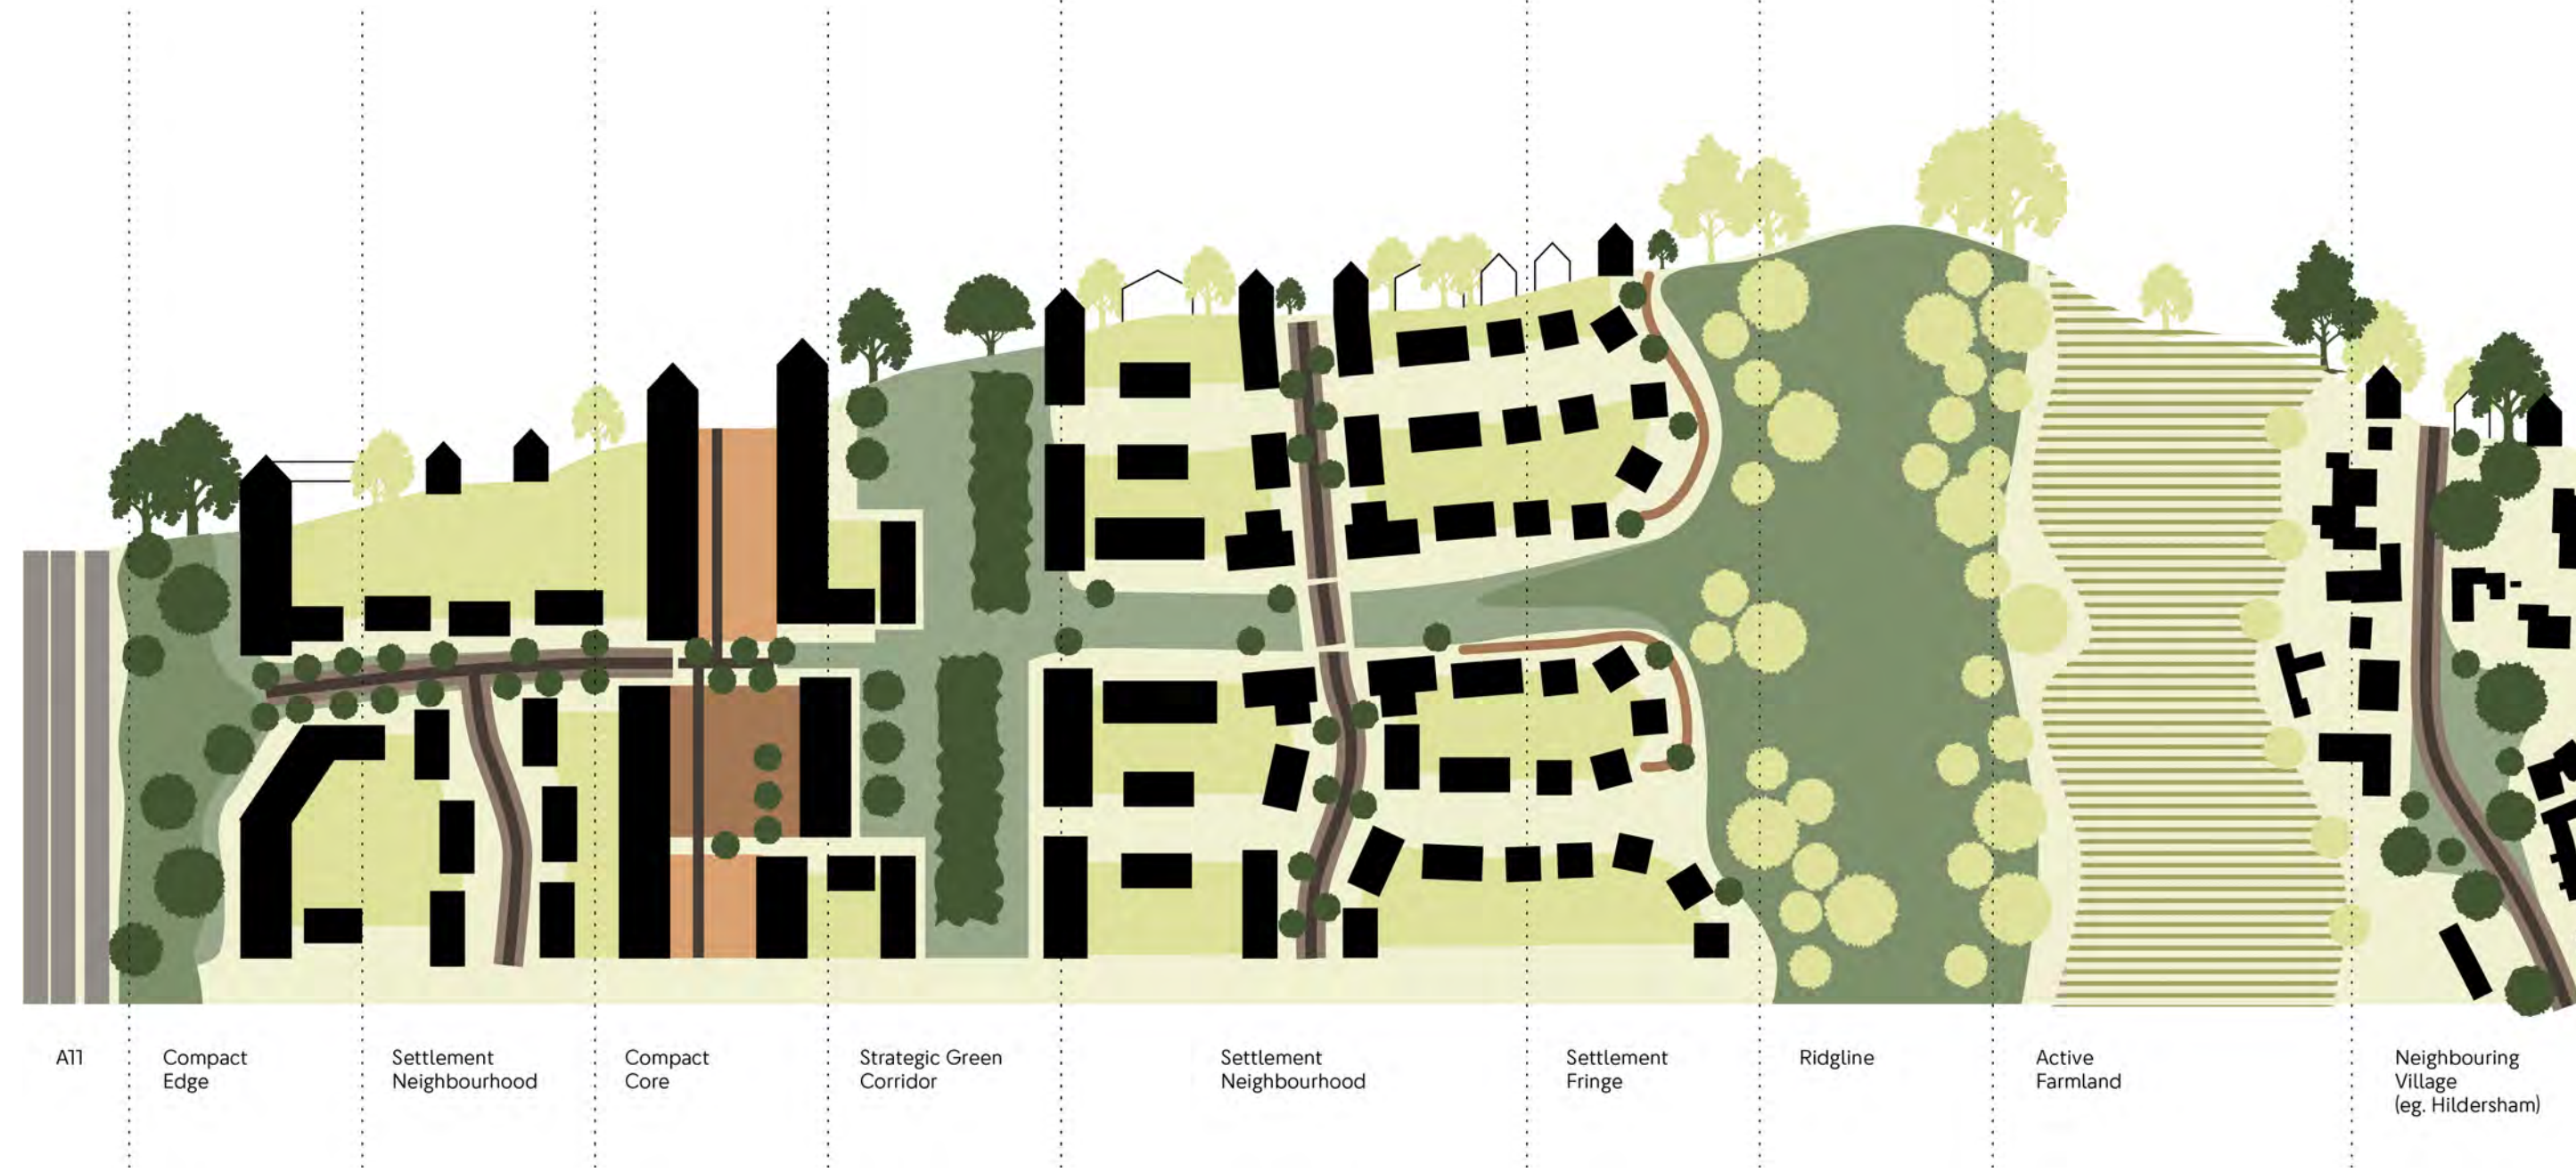 A11
Compact
Edge
Settlement
Neighbourhood
Compact
Core
Strategic Green
Corridor
Settlement
Neighbourhood
Settlement
Fringe
Ridgline
Active
Farmland
Neighbouring
Village
(eg. Hildersham)